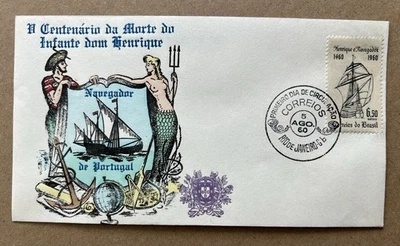 V Centenário da Morte do
Infante dom Henrique
Navegador
de Portugal
Henrique o Navegador
1460 1960
6,50
Correios do Brasil
PRIMEIRO DIA DE CIRCULAÇÃO
CORREIOS
5
AGO.
60
RIO DE JANEIRO G b